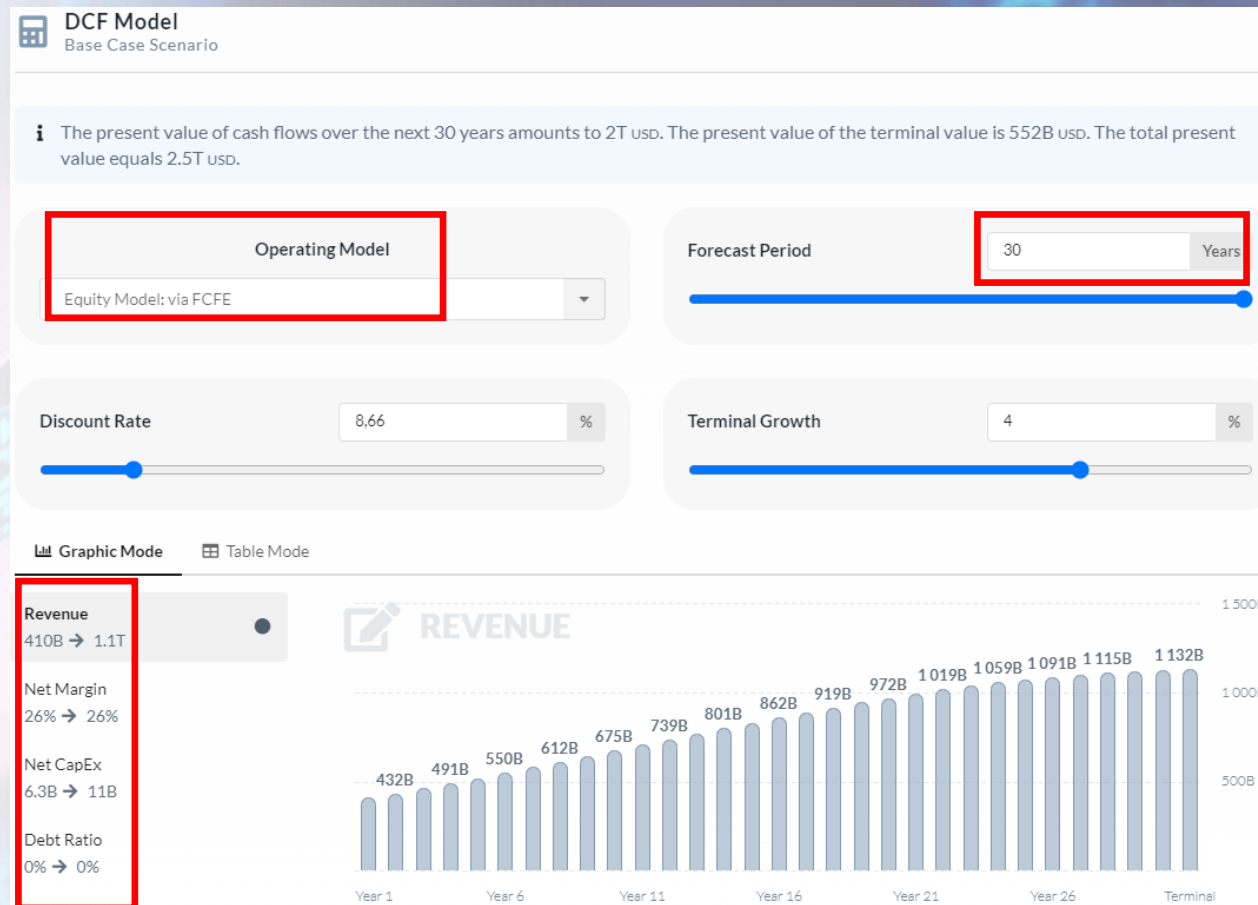 DCF Model
Base Case Scenario
i The present value of cash flows over the next 30 years amounts to 2T USD. The present value of the terminal value is 552B USD. The total present
value equals 2.5T USD.
Operating Model
Equity Model: via FCFE
Forecast Period
30 Years
Discount Rate
8,66 %
Terminal Growth
4 %
Graphic Mode
Table Mode
Revenue
410B → 1.1T
Net Margin
26% → 26%
Net CapEx
6.3B → 11B
Debt Ratio
0% → 0%
REVENUE
432B 491B 550B 612B 675B 739B 801B 862B 919B 972B 1 019B 1 059B 1 091B 1 115B 1 132B
1 500
1 000
500B
Year 1 Year 6 Year 11 Year 16 Year 21 Year 26 Terminal